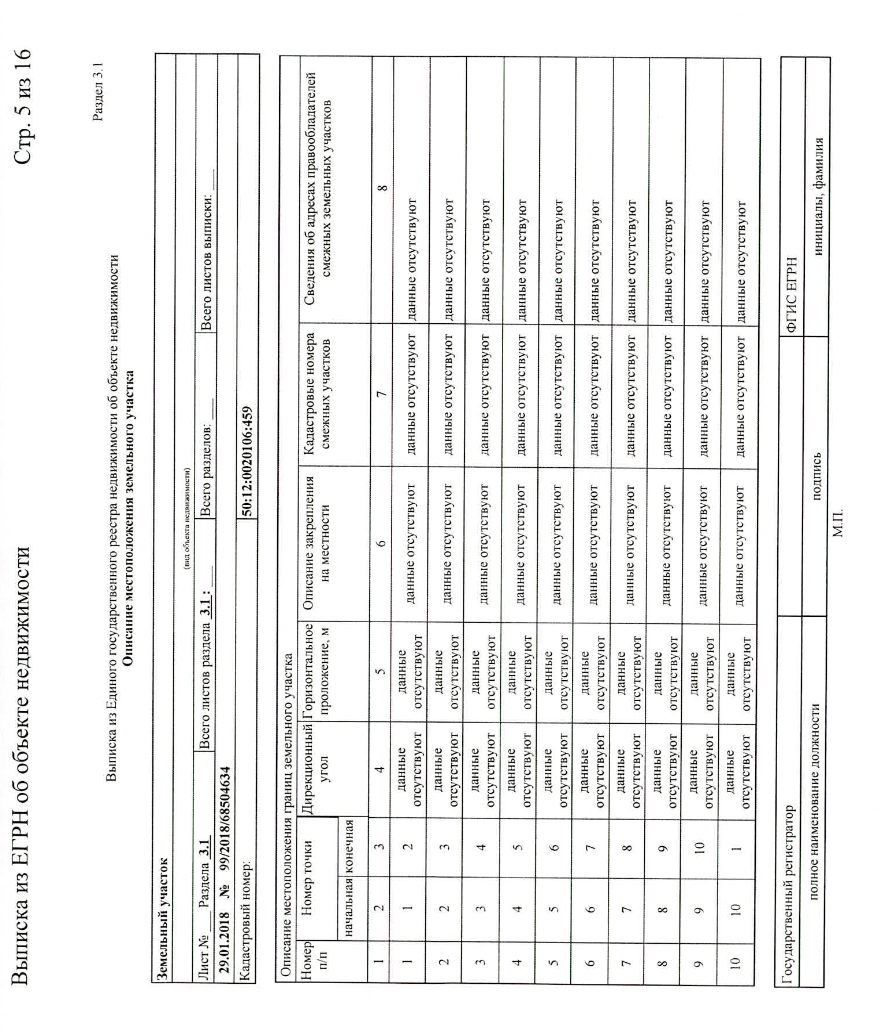 Выписка из ЕГРН об объекте недвижимости Стр. 5 из 16
Раздел 3.1
Выписка из Единого государственного реестра недвижимости об объекте недвижимости
Описание местоположения земельного участка
Земельный участок
(вид объекта недвижимости)
Лист № ___ Раздела 3.1 Всего листов раздела 3.1 : ___ Всего разделов: ___ Всего листов выписки: ___
29.01.2018 № 99/2018/68504634
Кадастровый номер: 50:12:0020106:459
Описание местоположения границ земельного участка
Номер п/п Номер точки Дирекционный угол Горизонтальное проложение, м Описание закрепления на местности Кадастровые номера смежных участков Сведения об адресах правообладателей смежных земельных участков
начальная конечная
1 2 3 4 5 6 7 8
1 1 2 данные отсутствуют данные отсутствуют данные отсутствуют данные отсутствуют данные отсутствуют
2 2 3 данные отсутствуют данные отсутствуют данные отсутствуют данные отсутствуют данные отсутствуют
3 3 4 данные отсутствуют данные отсутствуют данные отсутствуют данные отсутствуют данные отсутствуют
4 4 5 данные отсутствуют данные отсутствуют данные отсутствуют данные отсутствуют данные отсутствуют
5 5 6 данные отсутствуют данные отсутствуют данные отсутствуют данные отсутствуют данные отсутствуют
6 6 7 данные отсутствуют данные отсутствуют данные отсутствуют данные отсутствуют данные отсутствуют
7 7 8 данные отсутствуют данные отсутствуют данные отсутствуют данные отсутствуют данные отсутствуют
8 8 9 данные отсутствуют данные отсутствуют данные отсутствуют данные отсутствуют данные отсутствуют
9 9 10 данные отсутствуют данные отсутствуют данные отсутствуют данные отсутствуют данные отсутствуют
10 10 1 данные отсутствуют данные отсутствуют данные отсутствуют данные отсутствуют данные отсутствуют
Государственный регистратор ФГИС ЕГРН
полное наименование должности подпись инициалы, фамилия
М.П.